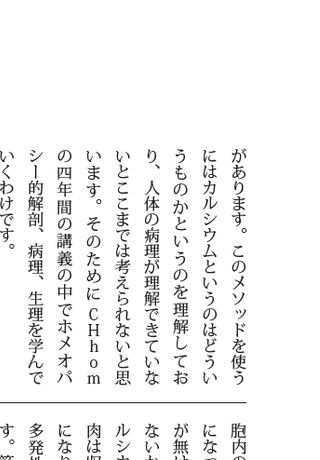 があります。このメソッドを使う
にはカルシウムというのはどうい
うものかというのを理解してお
り、人体の病理が理解できていな
いとここまでは考えられないと思
います。そのためにCHhom
の四年間の講義の中でホメオパ
シー的解剖、病理、生理を学んで
いくわけです。
胞内の
になっ
が無
ないか
ルシウ
肉は収
になり
多発性
す。筋